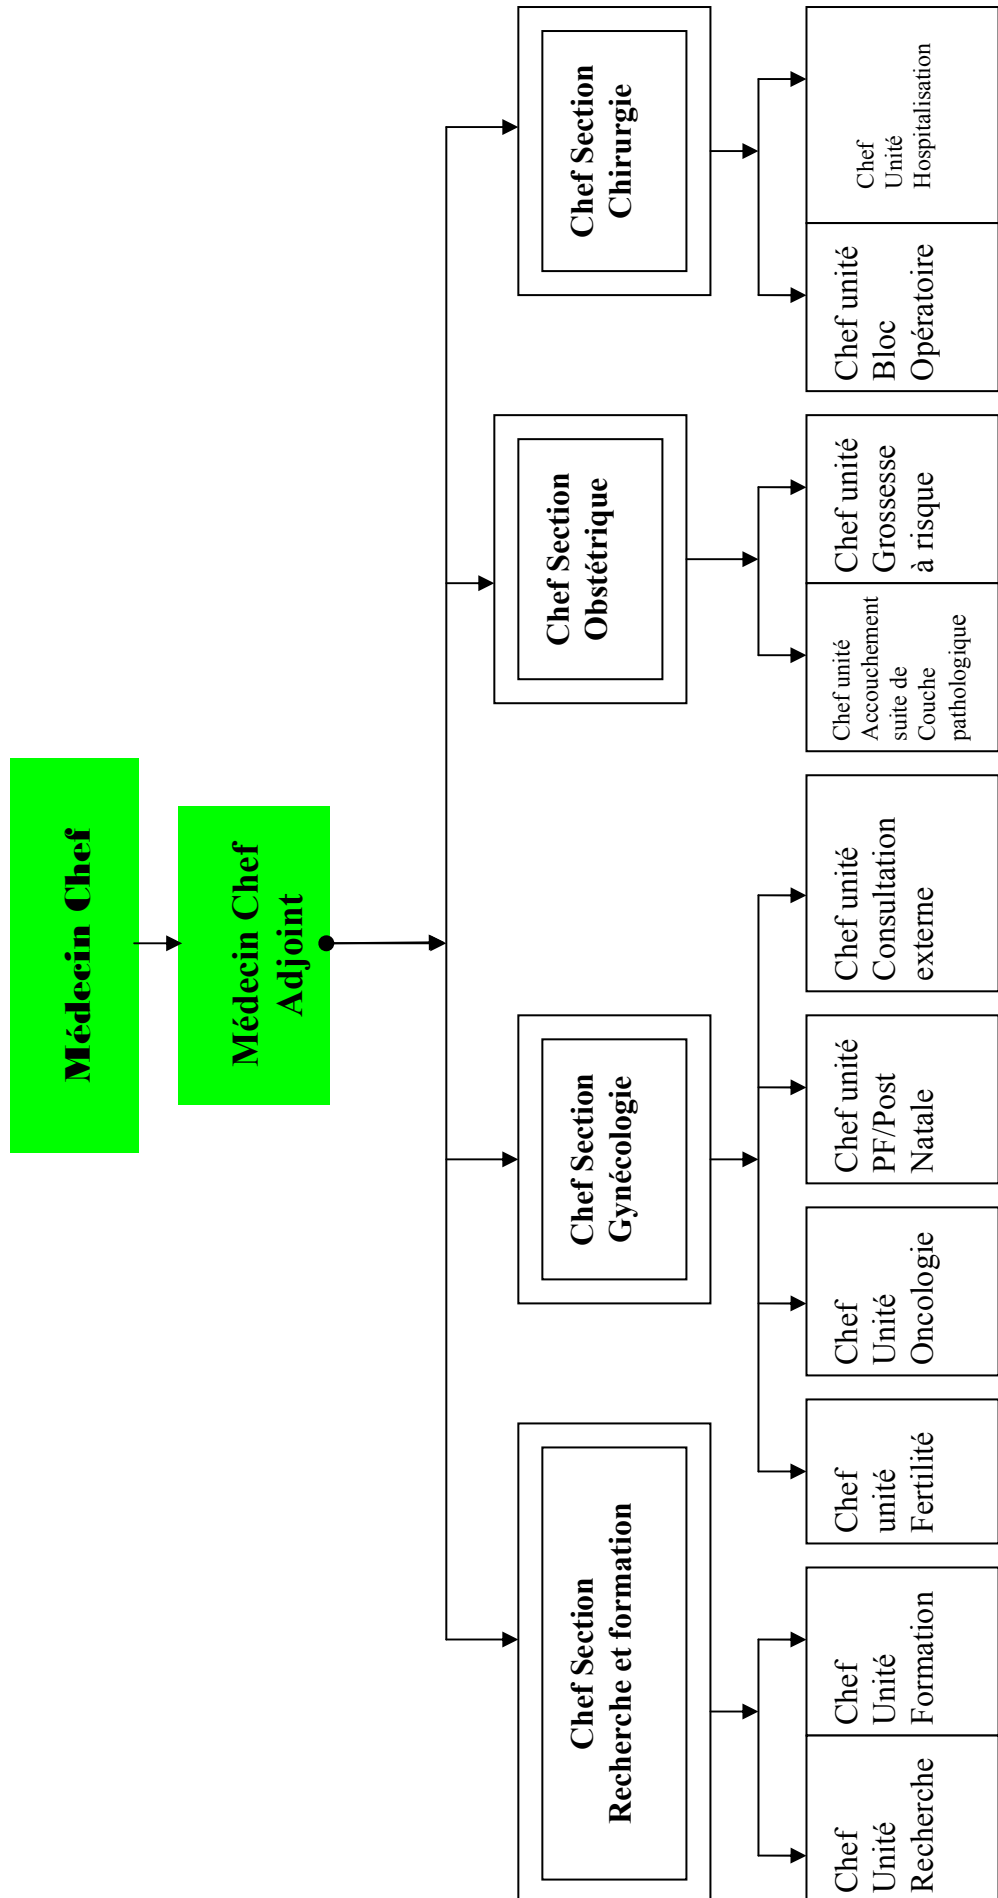 Médecin Chef
Médecin Chef
Adjoint
Chef Section
Recherche et formation
Chef Section
Gynécologie
Chef Section
Obstétrique
Chef Section
Chirurgie
Chef
Unité
Recherche
Chef
Unité
Formation
Chef
unité
Fertilité
Chef
Unité
Oncologie
Chef unité
PF/Post
Natale
Chef unité
Consultation
externe
Chef unité
Accouchement
suite de
Couche
pathologique
Chef unité
Grossesse
à risque
Chef unité
Bloc
Opératoire
Chef
Unité
Hospitalisation